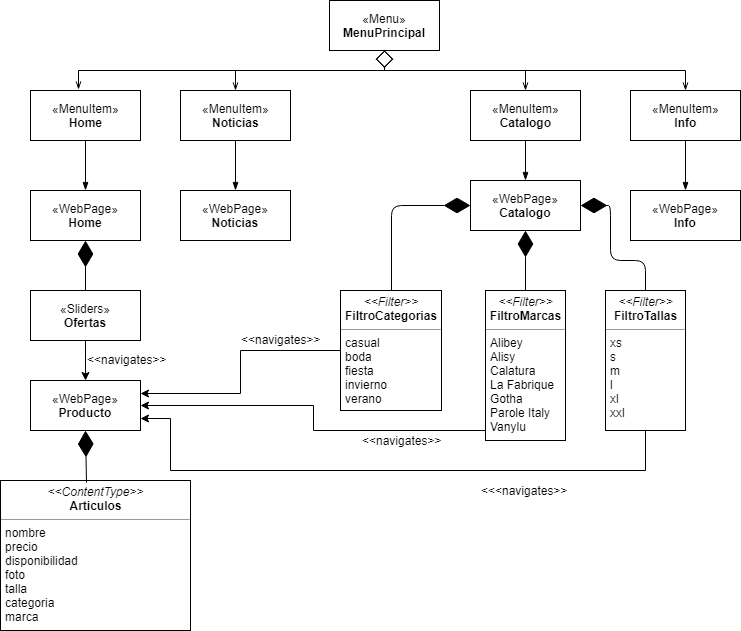 «Menu»
MenuPrincipal
«MenuItem»
Home
«MenuItem»
Noticias
«MenuItem»
Catalogo
«MenuItem»
Info
«WebPage»
Home
«WebPage»
Noticias
«WebPage»
Catalogo
«WebPage»
Info
«Sliders»
Ofertas
<<Filter>>
FiltroCategorias
casual
boda
fiesta
invierno
verano
<<Filter>>
FiltroMarcas
Alibey
Alisy
Calatura
La Fabrique
Gotha
Parole Italy
Vanylu
<<Filter>>
FiltroTallas
xs
s
m
l
xl
xxl
<<navigates>>
<<navigates>>
«WebPage»
Producto
<<navigates>>
<<<navigates>>
<<ContentType>>
Articulos
nombre
precio
disponibilidad
foto
talla
categoria
marca